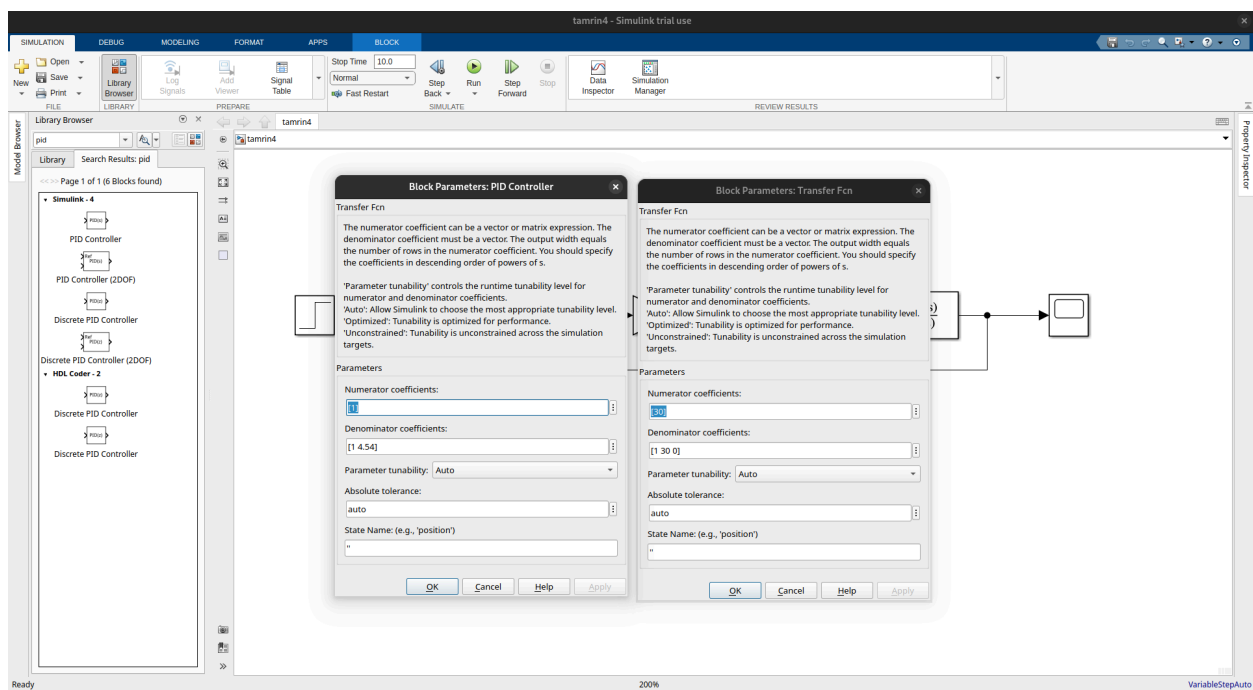 tamrin4 - Simulink trial use
SIMULATION DEBUG MODELING FORMAT APPS BLOCK
New
Open
Save
Print
FILE
Library
Browser
LIBRARY
Log
Signals
Add
Viewer
Signal
Table
PREPARE
Stop Time 10.0
Normal
Fast Restart
Step
Back
Run
Step
Forward
Stop
SIMULATE
Data
Inspector
Simulation
Manager
REVIEW RESULTS
Model Browser
Library Browser
pid
Library Search Results: pid
<< >> Page 1 of 1 (6 Blocks found)
Simulink - 4
PID(s)
PID Controller
Ref
PID(s)
PID Controller (2DOF)
PID(z)
Discrete PID Controller
Ref
PID(z)
Discrete PID Controller (2DOF)
HDL Coder - 2
PID(z)
Discrete PID Controller
PID(z)
Discrete PID Controller
tamrin4
tamrin4
Property Inspector
Block Parameters: PID Controller
Transfer Fcn
The numerator coefficient can be a vector or matrix expression. The
denominator coefficient must be a vector. The output width equals
the number of rows in the numerator coefficient. You should specify
the coefficients in descending order of powers of s.
'Parameter tunability' controls the runtime tunability level for
numerator and denominator coefficients.
'Auto': Allow Simulink to choose the most appropriate tunability level.
'Optimized': Tunability is optimized for performance.
'Unconstrained': Tunability is unconstrained across the simulation
targets.
Parameters
Numerator coefficients:
[1]
Denominator coefficients:
[1 4.54]
Parameter tunability: Auto
Absolute tolerance:
auto
State Name: (e.g., 'position')
''
OK Cancel Help Apply
Block Parameters: Transfer Fcn
Transfer Fcn
The numerator coefficient can be a vector or matrix expression. The
denominator coefficient must be a vector. The output width equals
the number of rows in the numerator coefficient. You should specify
the coefficients in descending order of powers of s.
'Parameter tunability' controls the runtime tunability level for
numerator and denominator coefficients.
'Auto': Allow Simulink to choose the most appropriate tunability level.
'Optimized': Tunability is optimized for performance.
'Unconstrained': Tunability is unconstrained across the simulation
targets.
Parameters
Numerator coefficients:
[30]
Denominator coefficients:
[1 30 0]
Parameter tunability: Auto
Absolute tolerance:
auto
State Name: (e.g., 'position')
''
OK Cancel Help Apply
Ready
200%
VariableStepAuto